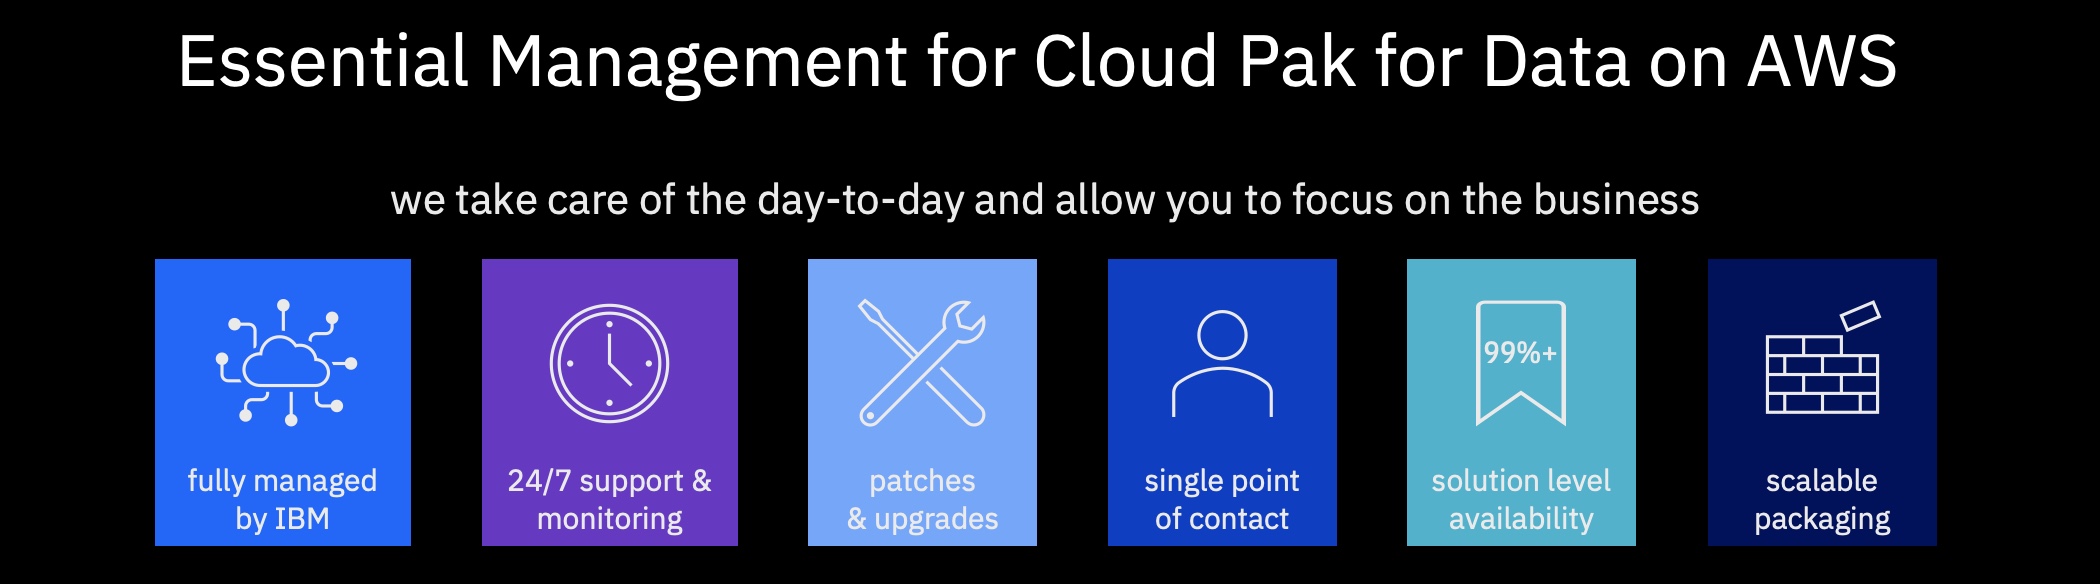 Essential Management for Cloud Pak for Data on AWS
we take care of the day-to-day and allow you to focus on the business
fully managed
by IBM
24/7 support &
monitoring
patches
& upgrades
single point
of contact
99%+
solution level
availability
scalable
packaging